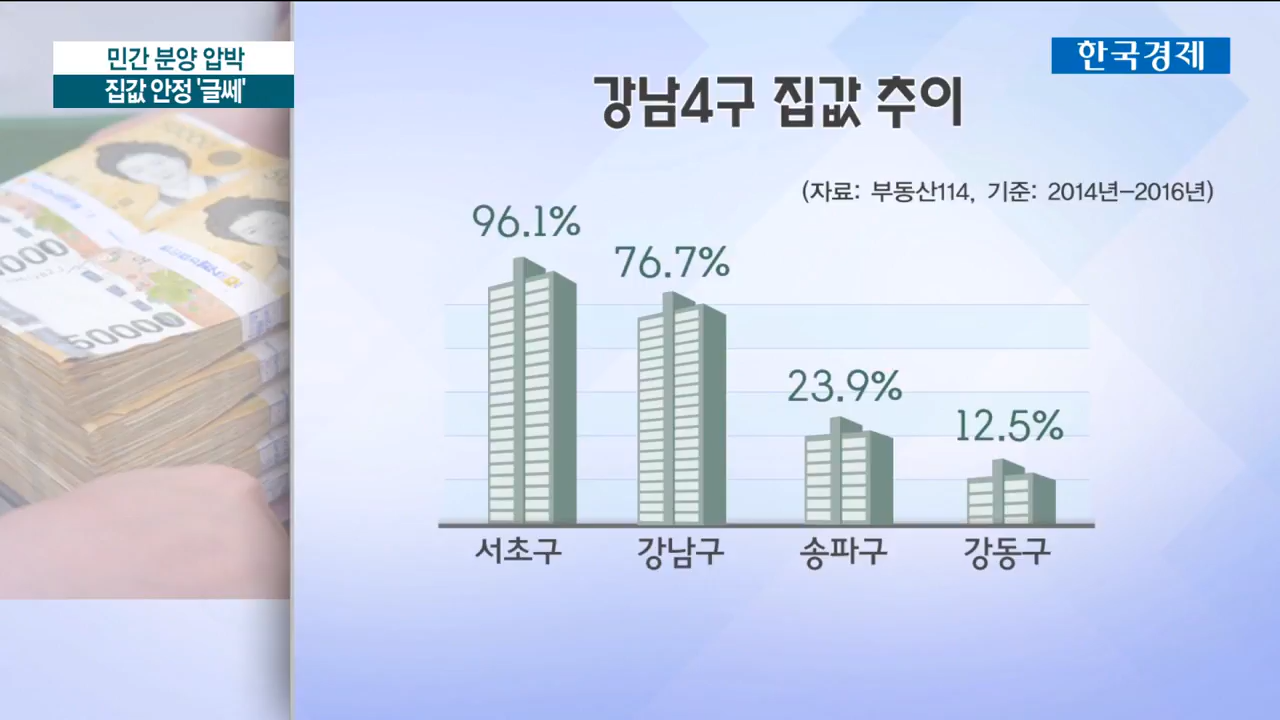 민간 분양 압박
집값 안정 '글쎄'
한국경제
강남4구 집값 추이
(자료: 부동산114, 기준: 2014년-2016년)
96.1%
76.7%
23.9%
12.5%
서초구
강남구
송파구
강동구
50000